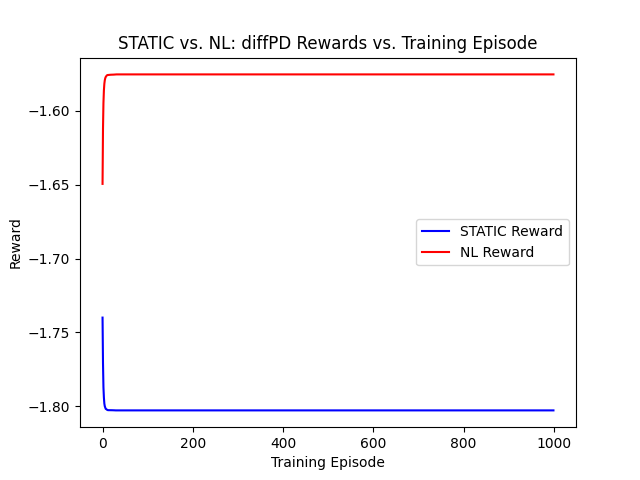 STATIC vs. NL: diffPD Rewards vs. Training Episode
−1.60
−1.65
−1.70
−1.75
−1.80
Reward
STATIC Reward
NL Reward
0
200
400
600
800
1000
Training Episode